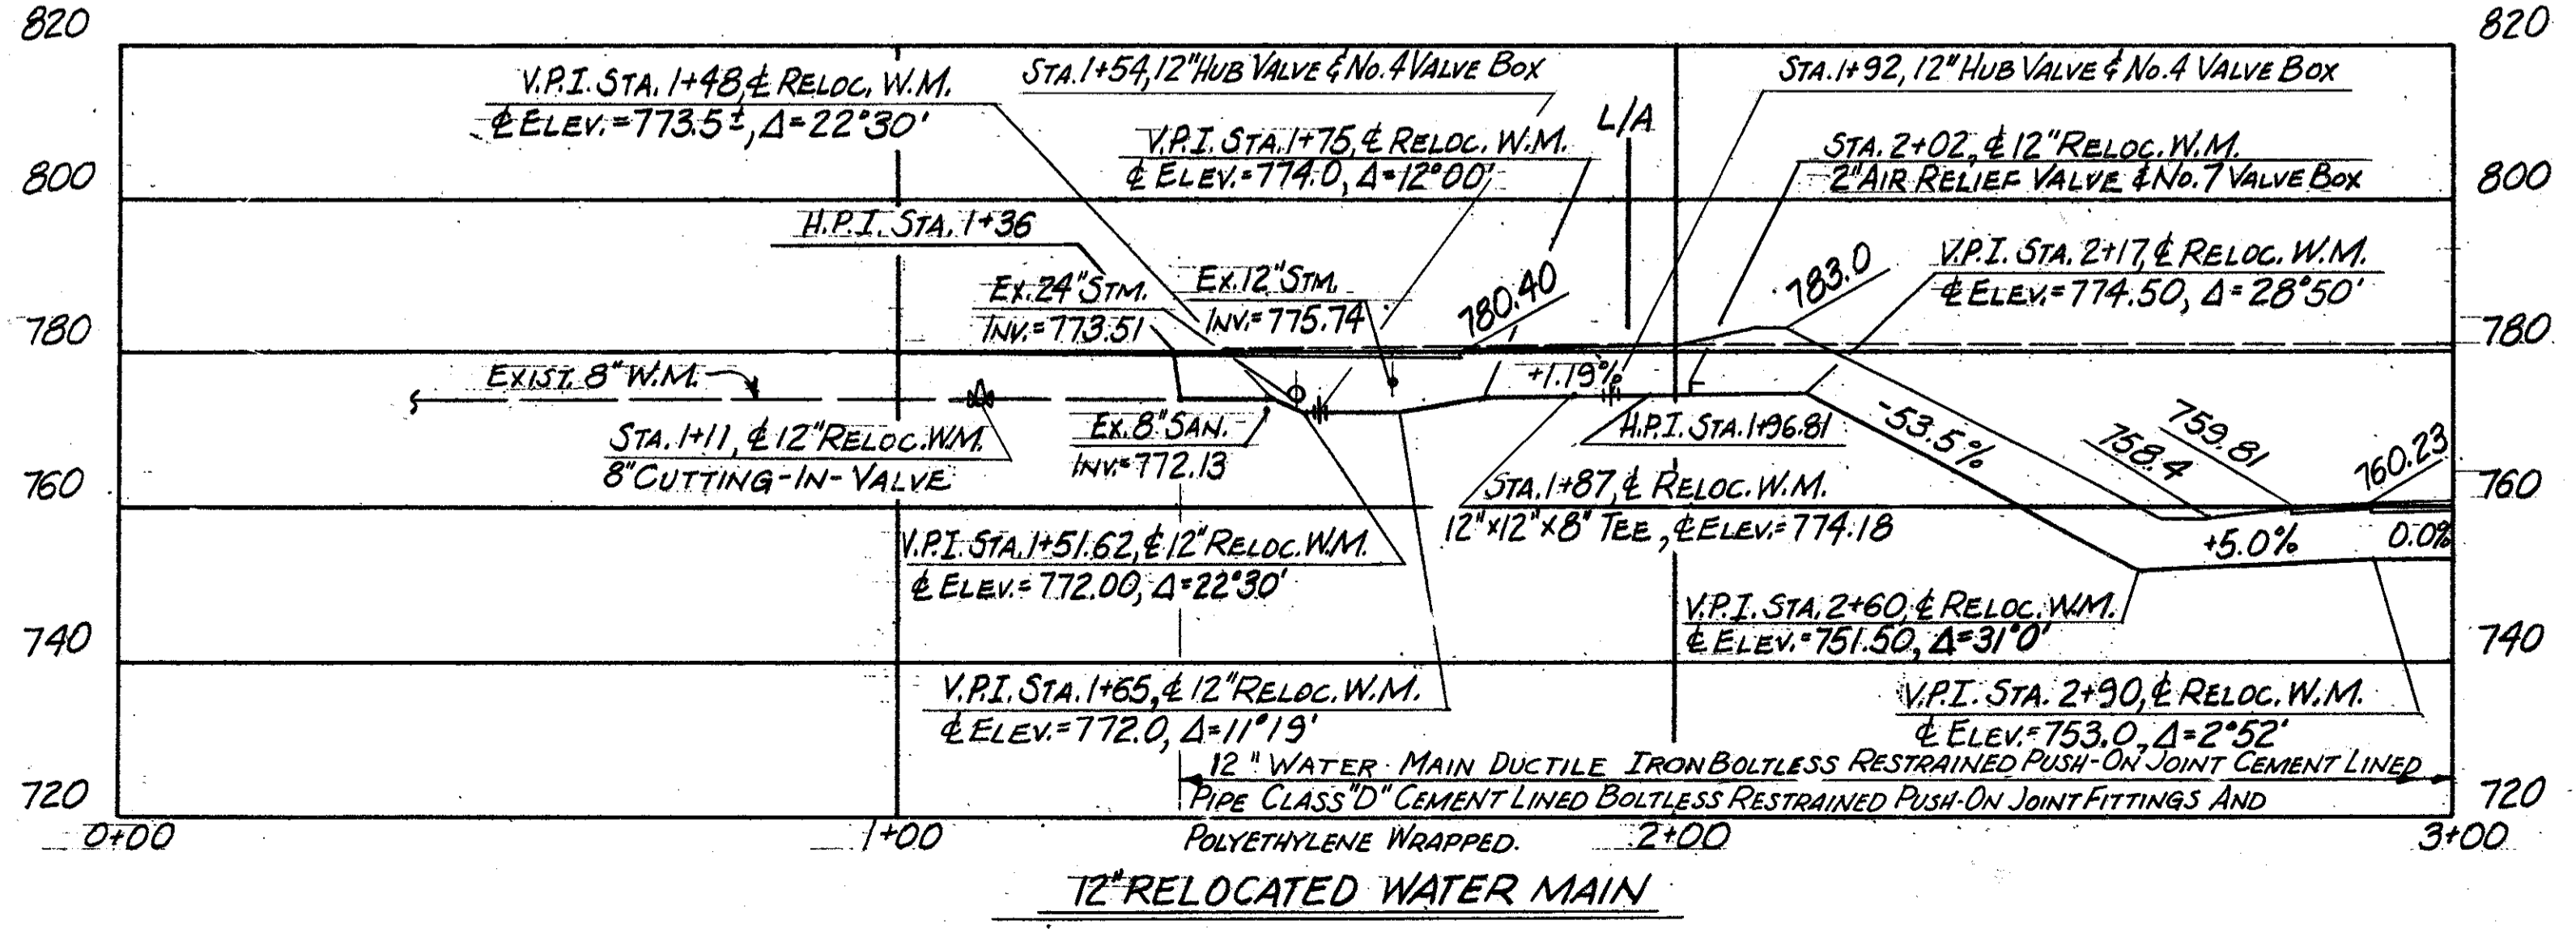 820
820
V.P.I. STA. 1+48, ℄ RELOC. W.M.
℄ ELEV. = 773.5±, Δ = 22°30'
STA. 1+54, 12" HUB VALVE & NO. 4 VALVE BOX
STA. 1+92, 12" HUB VALVE & NO. 4 VALVE BOX
L/A
V.P.I. STA. 1+75, ℄ RELOC. W.M.
℄ ELEV. = 774.0, Δ = 12°00'
STA. 2+02, ℄ 12" RELOC. W.M.
2" AIR RELIEF VALVE & NO. 7 VALVE BOX
800
800
H.P.I. STA. 1+36
V.P.I. STA. 2+17, ℄ RELOC. W.M.
℄ ELEV. = 774.50, Δ = 28°50'
EX. 24" STM.
INV. = 773.51
EX. 12" STM.
INV. = 775.74
780.40
783.0
780
780
EXIST. 8" W.M.
+1.19%
STA. 1+11, ℄ 12" RELOC. W.M.
8" CUTTING-IN-VALVE
EX. 8" SAN.
INV. = 772.13
H.P.I. STA. 1+96.81
-53.5%
758.4
759.81
760.23
760
760
STA. 1+87, ℄ RELOC. W.M.
12"x12"x8" TEE, ℄ ELEV. = 774.18
V.P.I. STA. 1+51.62, ℄ 12" RELOC. W.M.
℄ ELEV. = 772.00, Δ = 22°30'
+5.0%
0.0%
V.P.I. STA. 2+60, ℄ RELOC. W.M.
℄ ELEV. = 751.50, Δ = 31°0'
740
740
V.P.I. STA. 1+65, ℄ 12" RELOC. W.M.
℄ ELEV. = 772.0, Δ = 11°19'
V.P.I. STA. 2+90, ℄ RELOC. W.M.
℄ ELEV. = 753.0, Δ = 2°52'
12" WATER MAIN DUCTILE IRON BOLTLESS RESTRAINED PUSH-ON JOINT CEMENT LINED
PIPE CLASS "D" CEMENT LINED BOLTLESS RESTRAINED PUSH-ON JOINT FITTINGS AND
POLYETHYLENE WRAPPED.
720
720
0+00
1+00
2+00
3+00
12" RELOCATED WATER MAIN